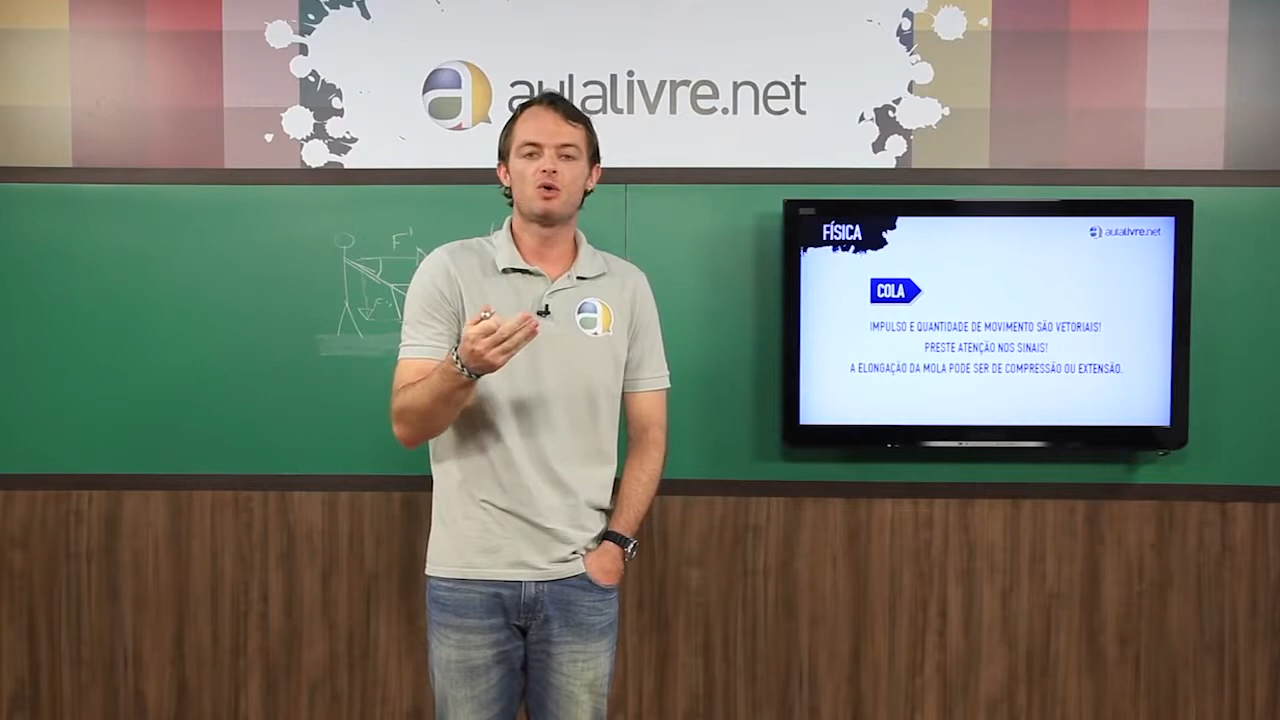 aulalivre.net
FÍSICA
aulalivre.net
COLA
IMPULSO E QUANTIDADE DE MOVIMENTO SÃO VETORIAIS!
PRESTE ATENÇÃO NOS SINAIS!
A ELONGAÇÃO DA MOLA PODE SER DE COMPRESSÃO OU EXTENSÃO.